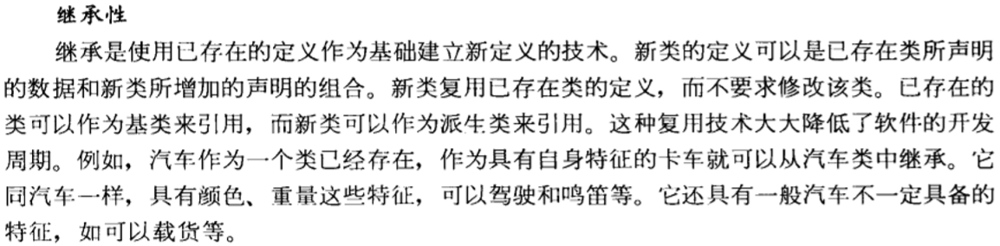 继承性
继承是使用已存在的定义作为基础建立新定义的技术。新类的定义可以是已存在类所声明
的数据和新类所增加的声明的组合。新类复用已存在类的定义，而不要求修改该类。已存在的
类可以作为基类来引用，而新类可以作为派生类来引用。这种复用技术大大降低了软件的开发
周期。例如，汽车作为一个类已经存在，作为具有自身特征的卡车就可以从汽车类中继承。它
同汽车一样，具有颜色、重量这些特征，可以驾驶和鸣笛等。它还具有一般汽车不一定具备的
特征，如可以载货等。